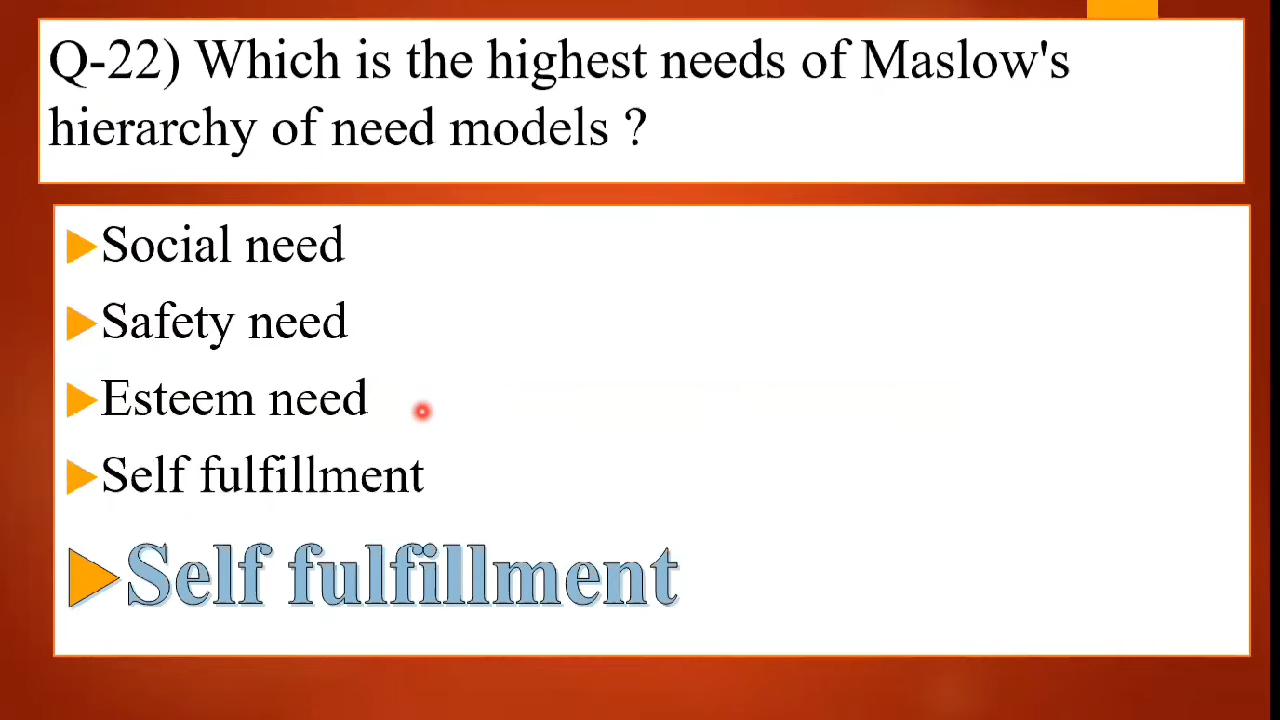 Q-22) Which is the highest needs of Maslow's
hierarchy of need models ?
Social need
Safety need
Esteem need
Self fulfillment
Self fulfillment